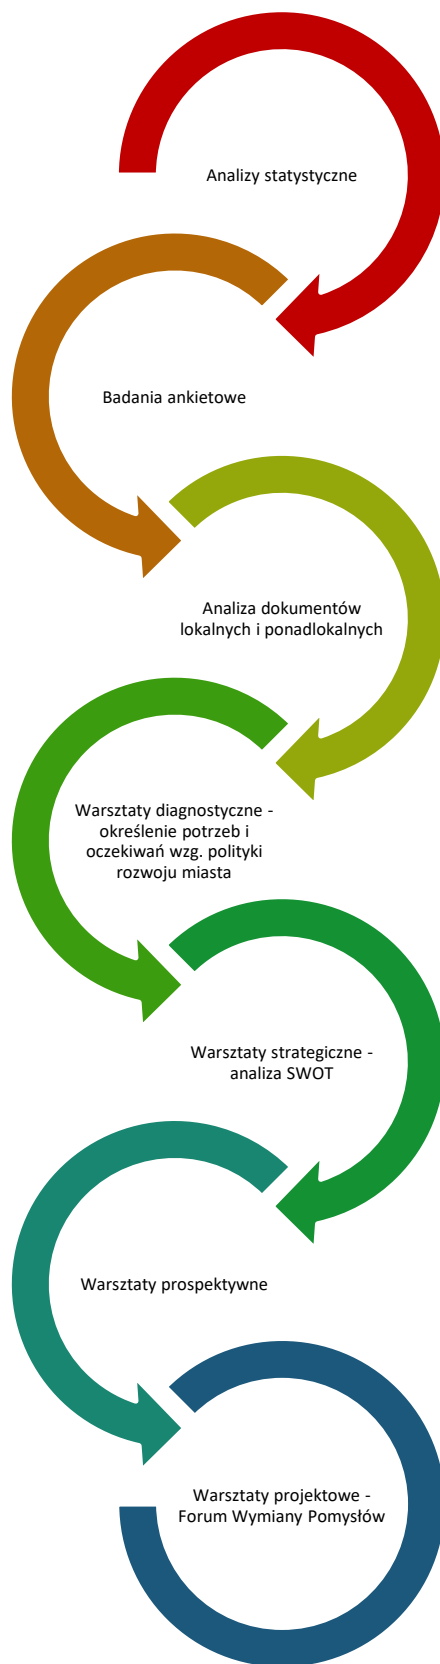 Analizy statystyczne
Badania ankietowe
Analiza dokumentów
lokalnych i ponadlokalnych
Warsztaty diagnostyczne -
określenie potrzeb i
oczekiwań wzg. polityki
rozwoju miasta
Warsztaty strategiczne -
analiza SWOT
Warsztaty prospektywne
Warsztaty projektowe -
Forum Wymiany Pomysłów